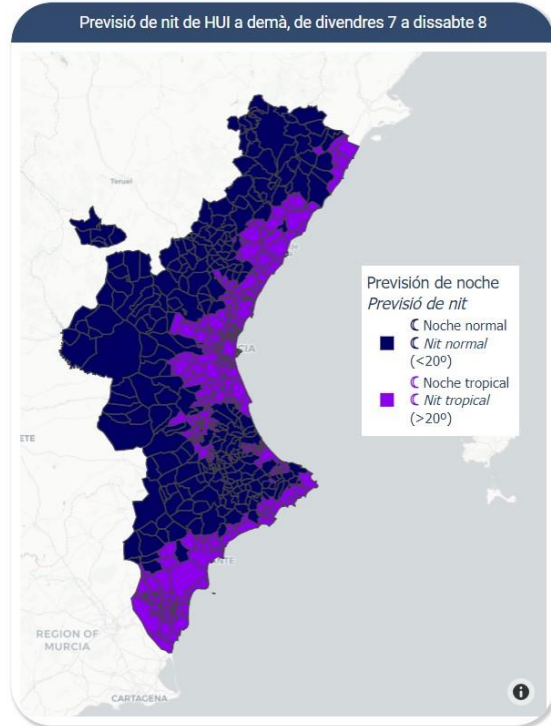 Previsió de nit de HUI a demà, de divendres 7 a dissabte 8
Teruel
Previsión de noche
Previsió de nit
Noche normal
Nit normal
(<20º)
Noche tropical
Nit tropical
(>20º)
REGION OF
MURCIA
CARTAGENA